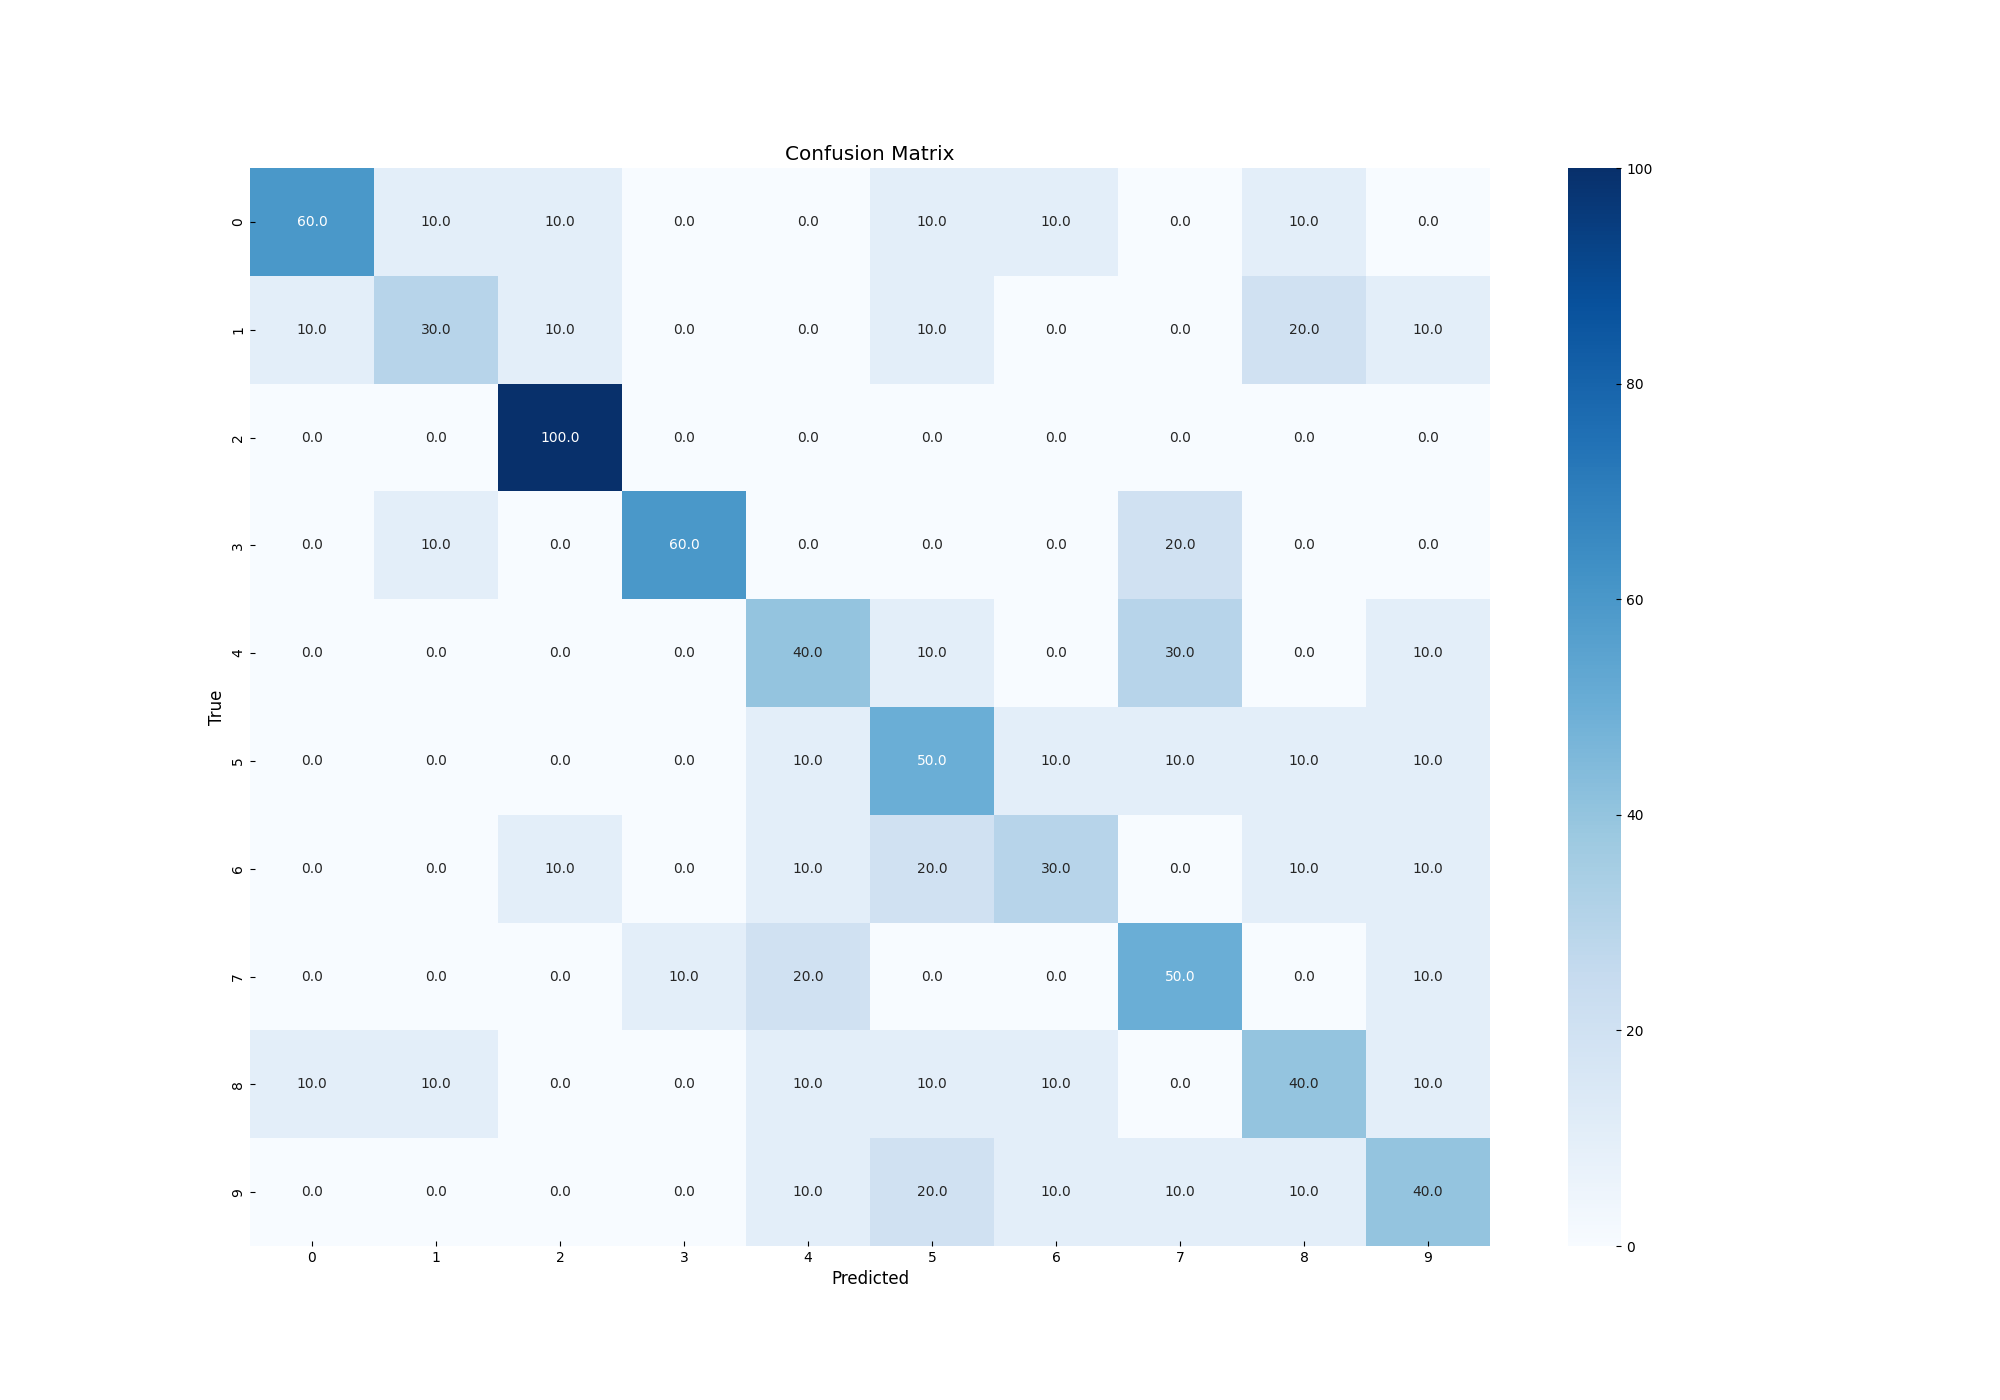 Confusion Matrix
0 60.0 10.0 10.0 0.0 0.0 10.0 10.0 0.0 10.0 0.0
1 10.0 30.0 10.0 0.0 0.0 10.0 0.0 0.0 20.0 10.0
2 0.0 0.0 100.0 0.0 0.0 0.0 0.0 0.0 0.0 0.0
3 0.0 10.0 0.0 60.0 0.0 0.0 0.0 20.0 0.0 0.0
4 0.0 0.0 0.0 0.0 40.0 10.0 0.0 30.0 0.0 10.0
True
5 0.0 0.0 0.0 0.0 10.0 50.0 10.0 10.0 10.0 10.0
6 0.0 0.0 10.0 0.0 10.0 20.0 30.0 0.0 10.0 10.0
7 0.0 0.0 0.0 10.0 20.0 0.0 0.0 50.0 0.0 10.0
8 10.0 10.0 0.0 0.0 10.0 10.0 10.0 0.0 40.0 10.0
9 0.0 0.0 0.0 0.0 10.0 20.0 10.0 10.0 10.0 40.0
0 1 2 3 4 5 6 7 8 9
Predicted
100
80
60
40
20
0